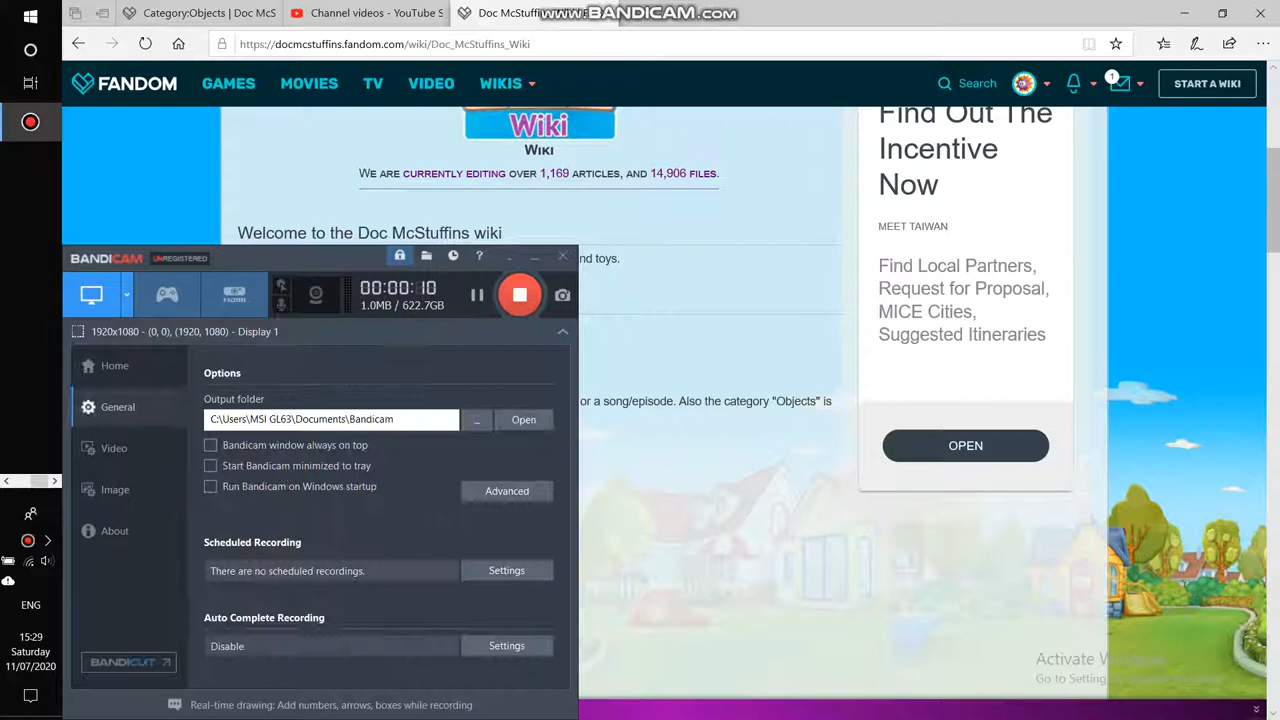 Category:Objects | Doc McS
Channel videos - YouTube S
Doc McStuffins
www.BANDICAM.com
https://docmcstuffins.fandom.com/wiki/Doc_McStuffins_Wiki
FANDOM
GAMES
MOVIES
TV
VIDEO
WIKIS
Search
1
START A WIKI
Wiki
WIKI
WE ARE CURRENTLY EDITING OVER 1,169 ARTICLES, AND 14,906 FILES.
Welcome to the Doc McStuffins wiki
nd toys.
or a song/episode. Also the category "Objects" is
Find Out The
Incentive
Now
MEET TAIWAN
Find Local Partners,
Request for Proposal,
MICE Cities,
Suggested Itineraries
OPEN
BANDICAM
UNREGISTERED
?
HDMI
00:00:10
1.0MB / 622.7GB
1920x1080 - (0, 0), (1920, 1080) - Display 1
Home
General
Video
Image
About
BANDICUT
Options
Output folder
C:\Users\MSI GL63\Documents\Bandicam
...
Open
Bandicam window always on top
Start Bandicam minimized to tray
Run Bandicam on Windows startup
Advanced
Scheduled Recording
There are no scheduled recordings.
Settings
Auto Complete Recording
Disable
Settings
Real-time drawing: Add numbers, arrows, boxes while recording
ENG
15:29
Saturday
11/07/2020
Activate Windows
Go to Settings